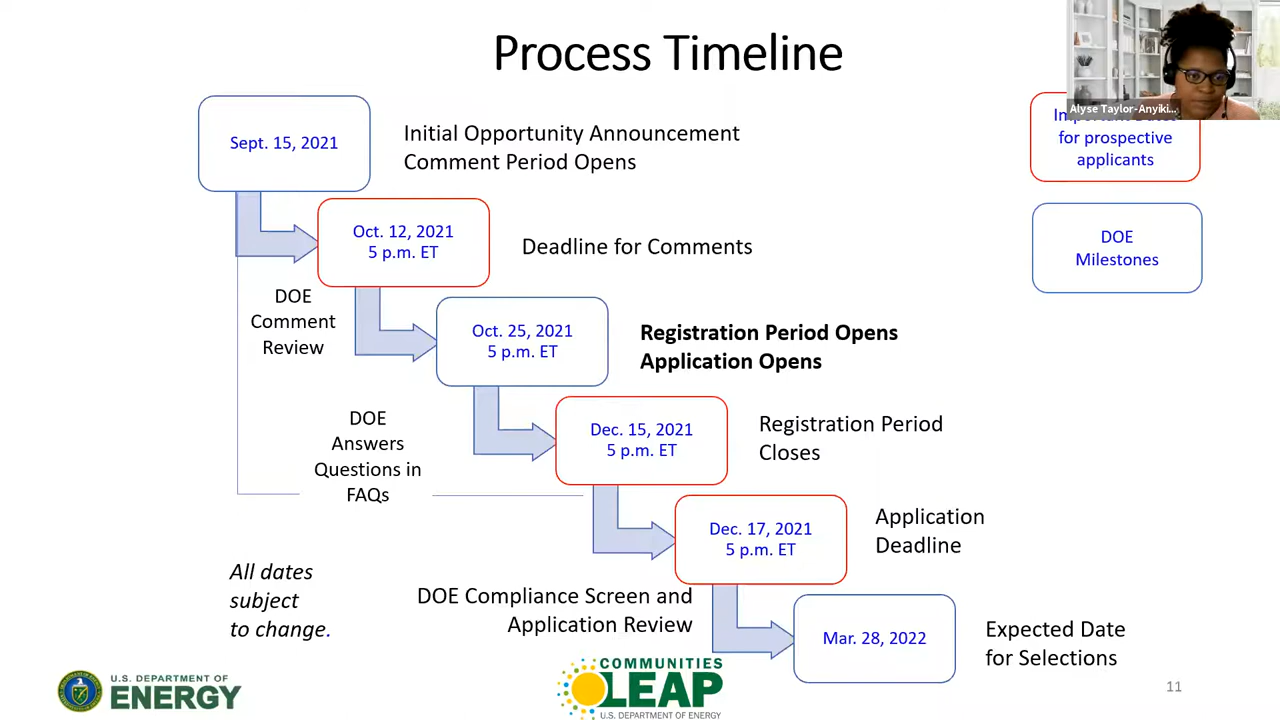 Process Timeline
Alyse Taylor-Anyiki...
Sept. 15, 2021
Initial Opportunity Announcement
Comment Period Opens
for prospective
applicants
Oct. 12, 2021
5 p.m. ET
Deadline for Comments
DOE
Milestones
DOE
Comment
Review
Oct. 25, 2021
5 p.m. ET
Registration Period Opens
Application Opens
DOE
Answers
Questions in
FAQs
Dec. 15, 2021
5 p.m. ET
Registration Period
Closes
Dec. 17, 2021
5 p.m. ET
Application
Deadline
All dates
subject
to change.
DOE Compliance Screen and
Application Review
Mar. 28, 2022
Expected Date
for Selections
U.S. DEPARTMENT OF
ENERGY
COMMUNITIES
LEAP
U.S. DEPARTMENT OF ENERGY
11